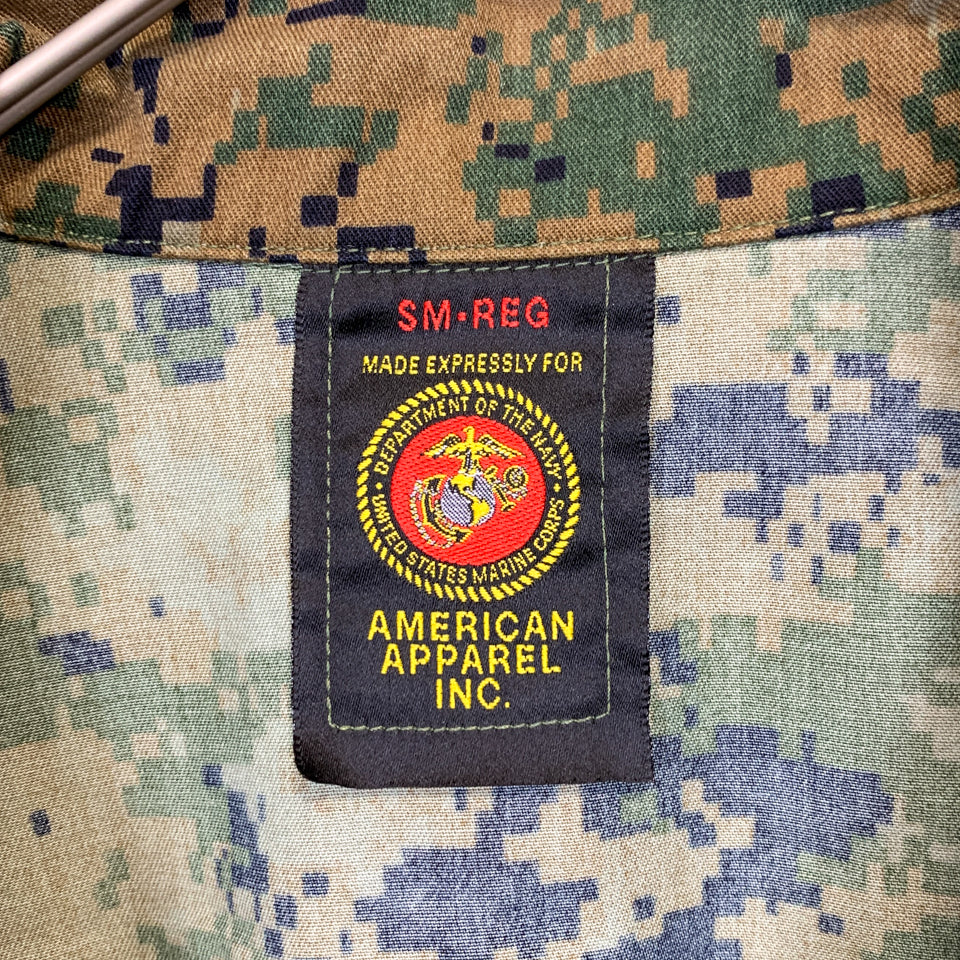 SM-REG
MADE EXPRESSLY FOR
DEPARTMENT OF THE NAVY
UNITED STATES MARINE CORPS
AMERICAN
APPAREL
INC.